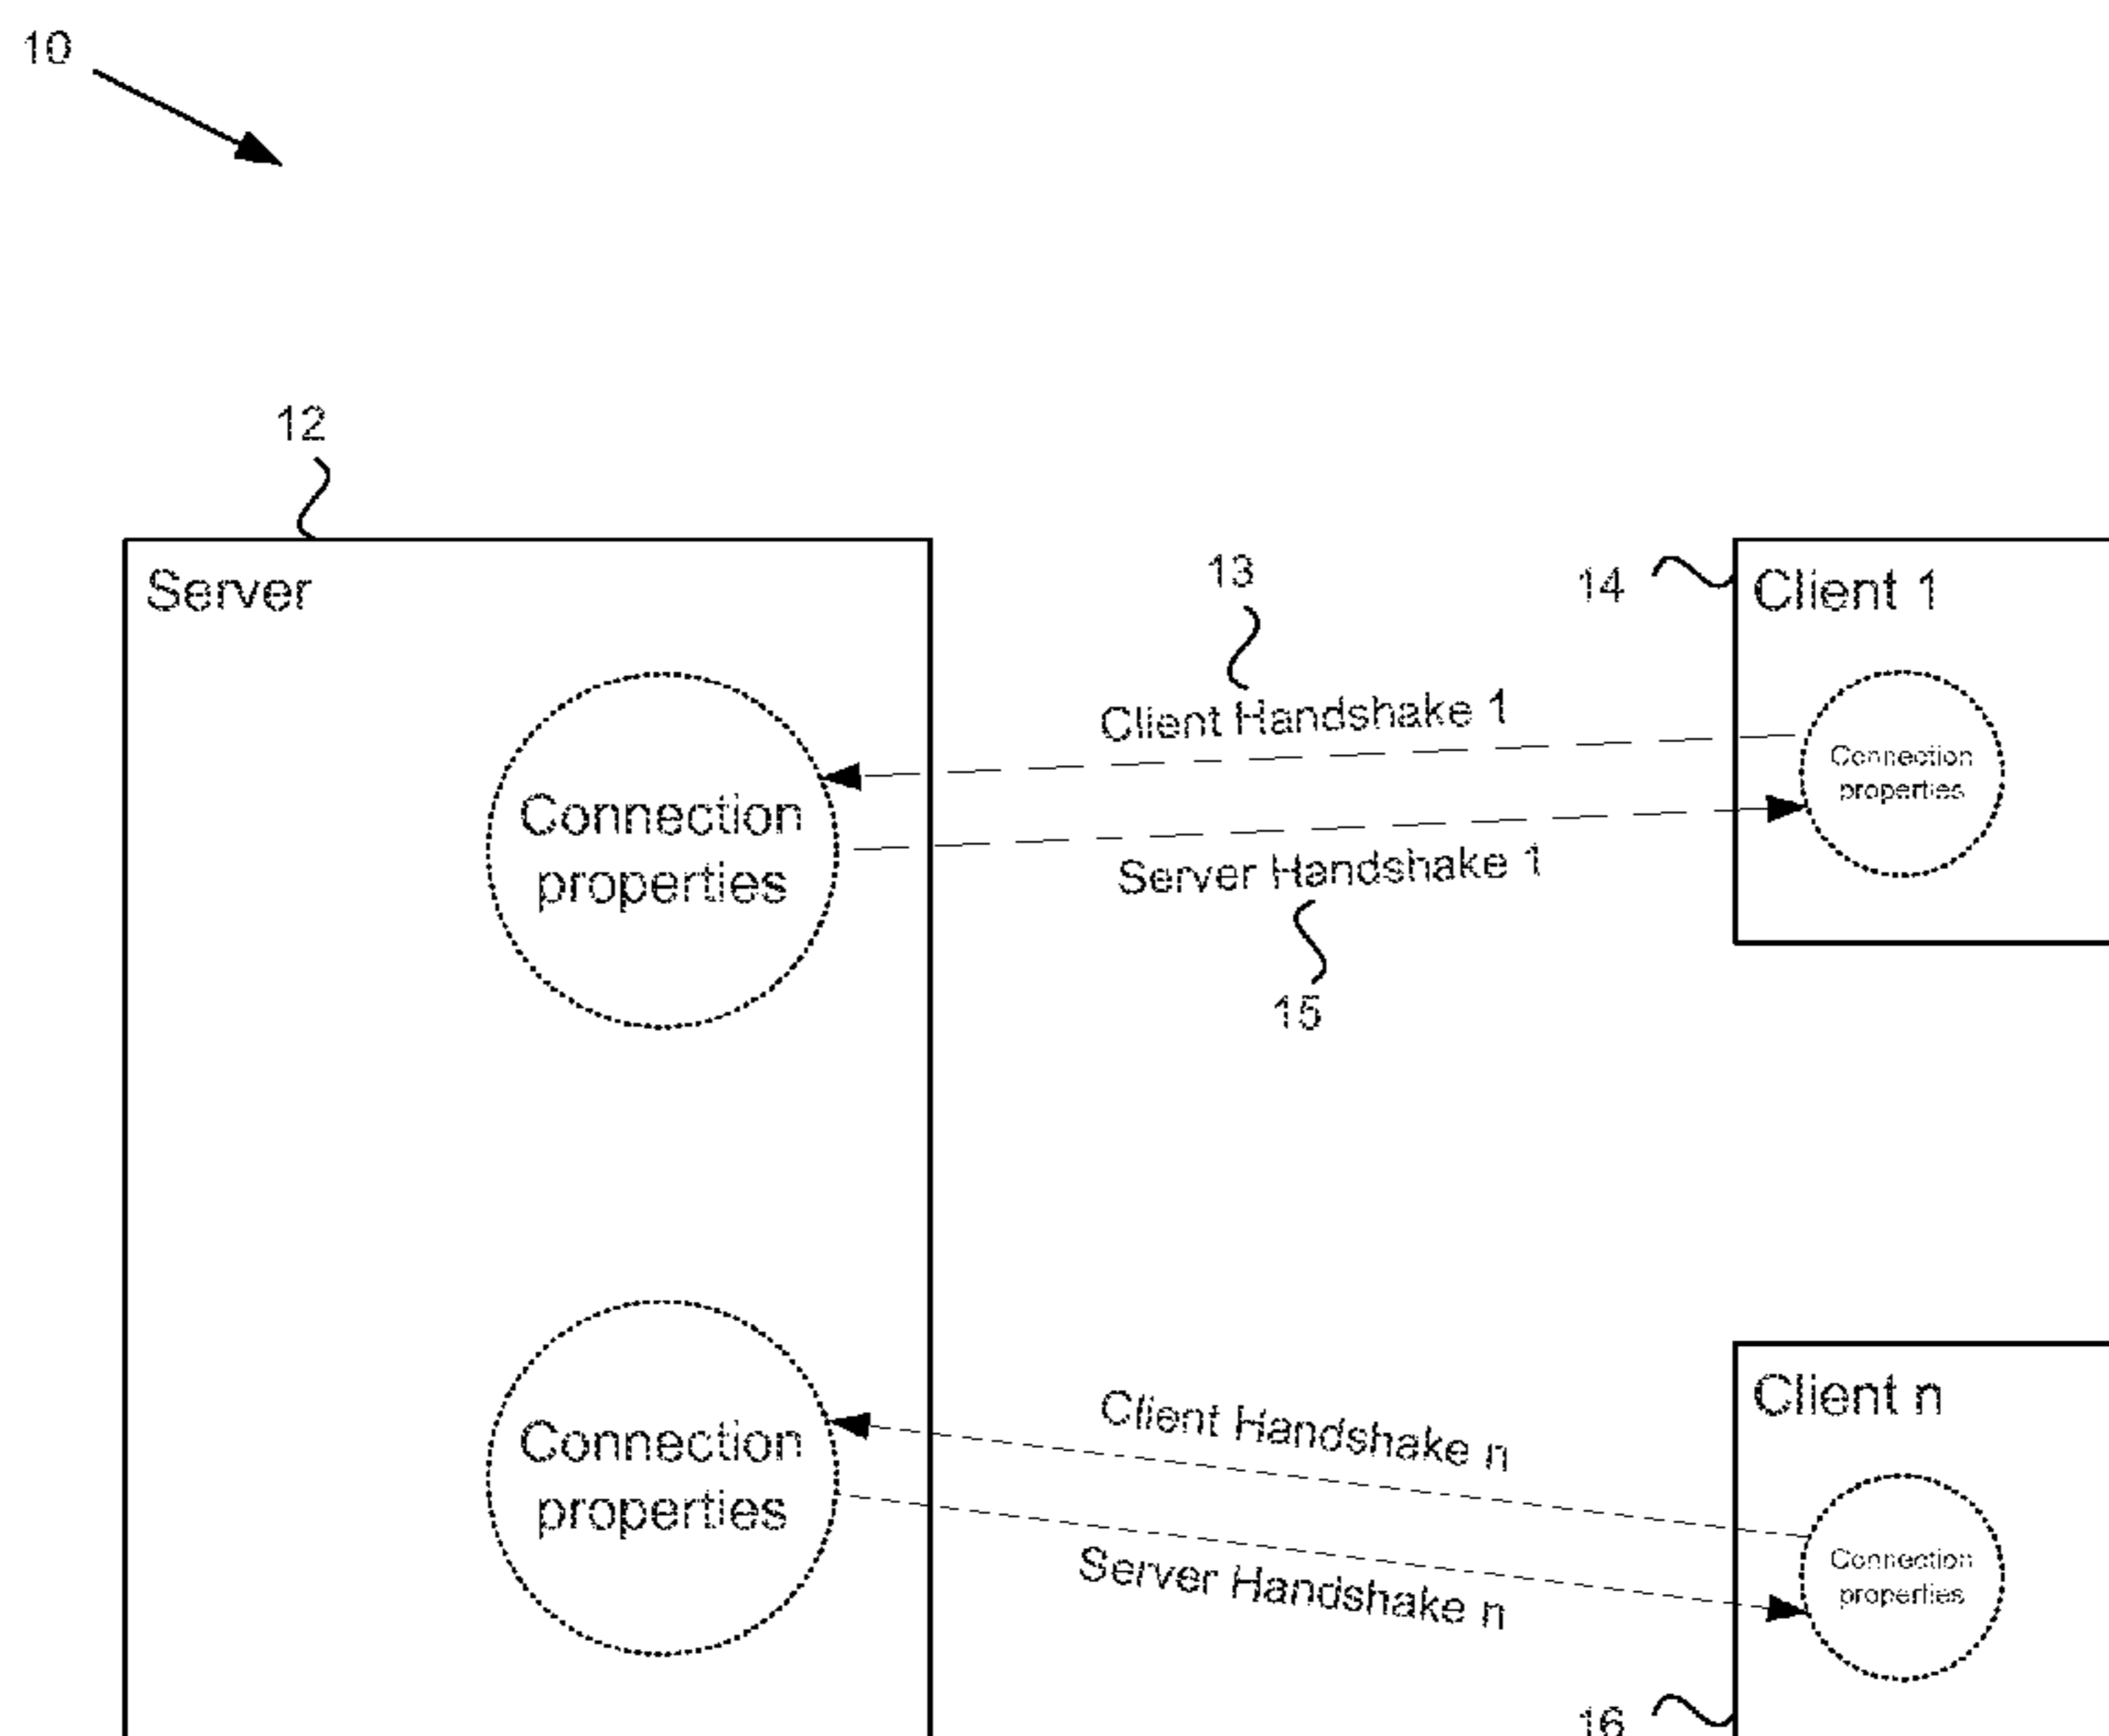 10
12
Server
13
14
Client 1
Client Handshake 1
Connection
properties
Connection
properties
Server Handshake 1
15
Client n
Client Handshake n
Connection
properties
Server Handshake n
Connection
properties
16